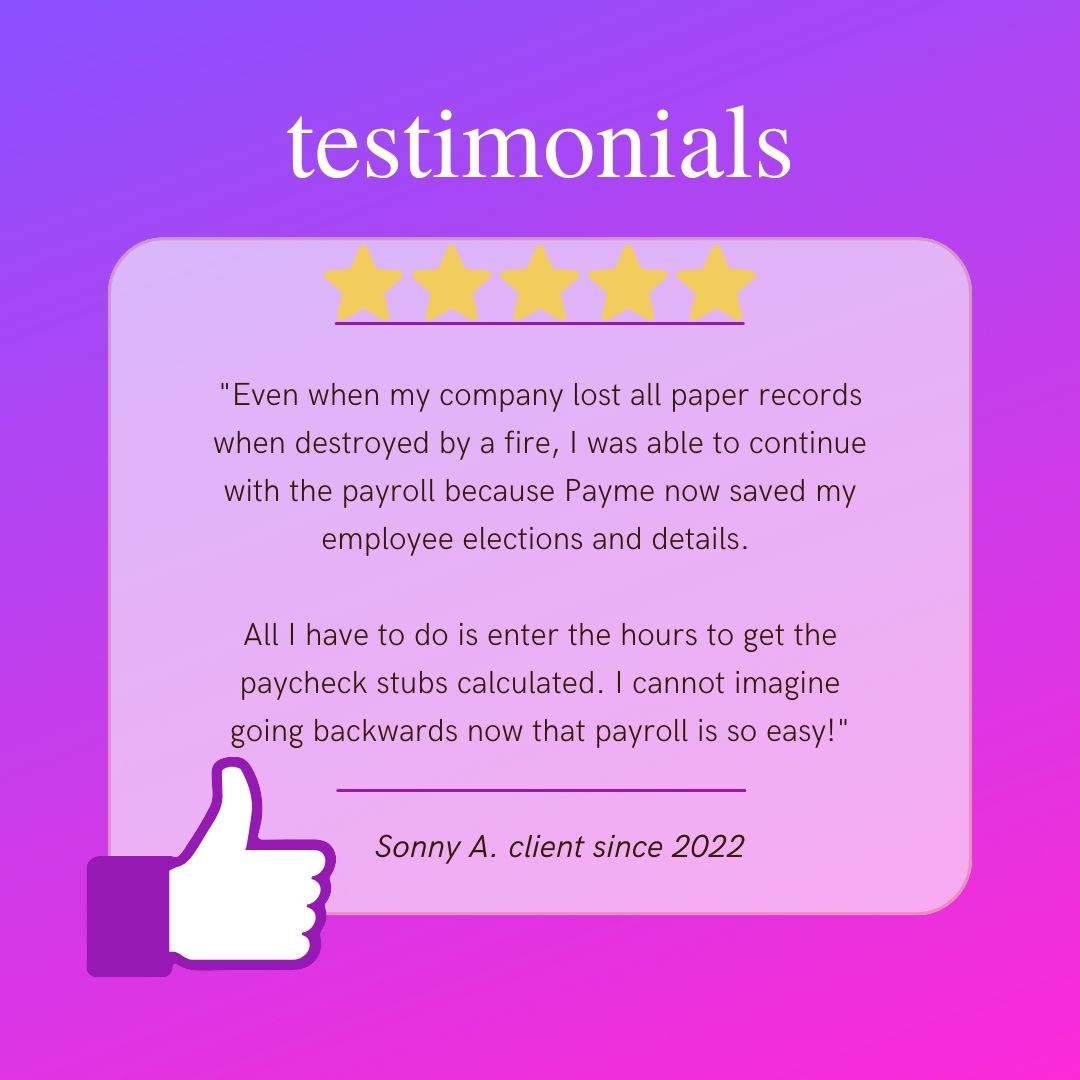 testimonials
"Even when my company lost all paper records
when destroyed by a fire, I was able to continue
with the payroll because Payme now saved my
employee elections and details.
All I have to do is enter the hours to get the
paycheck stubs calculated. I cannot imagine
going backwards now that payroll is so easy!"
Sonny A. client since 2022